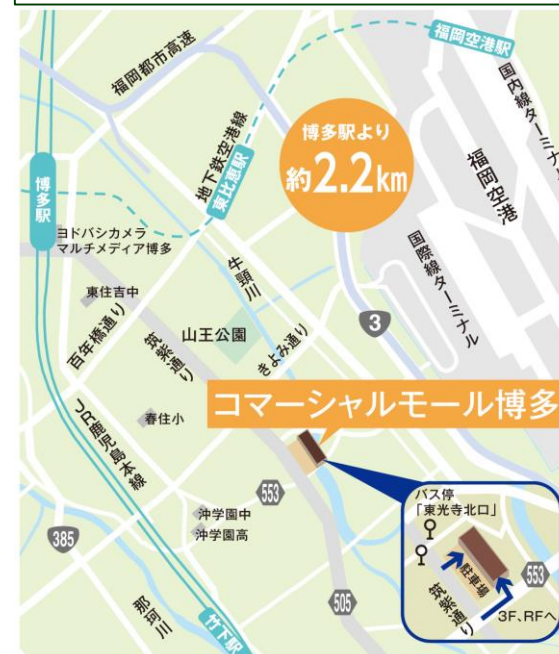 福岡空港駅
国内線ターミナル
福岡都市高速
地下鉄空港線
東比恵駅
博多駅より
約2.2km
福岡空港
博多駅
ヨドバシカメラ
マルチメディア博多
国際線ターミナル
牛頸川
東住吉中
百年橋通り
筑紫通り
山王公園
きよみ通り
3
コマーシャルモール博多
春住小
JR鹿児島本線
553
沖学園中
沖学園高
385
那珂川
竹下駅
505
バス停
「東光寺北口」
駐車場
553
筑紫通り
3F、RFへ